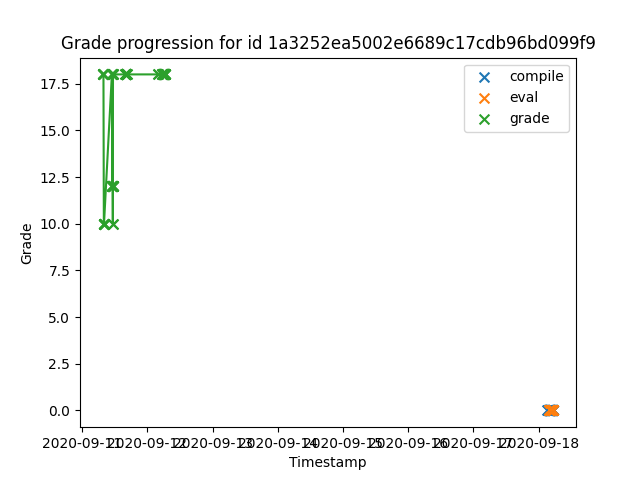 Grade progression for id 1a3252ea5002e6689c17cdb96bd099f9
compile
eval
grade
17.5
15.0
12.5
10.0
7.5
5.0
2.5
0.0
Grade
2020-09-11 2020-09-12 2020-09-13 2020-09-14 2020-09-15 2020-09-16 2020-09-17 2020-09-18
Timestamp